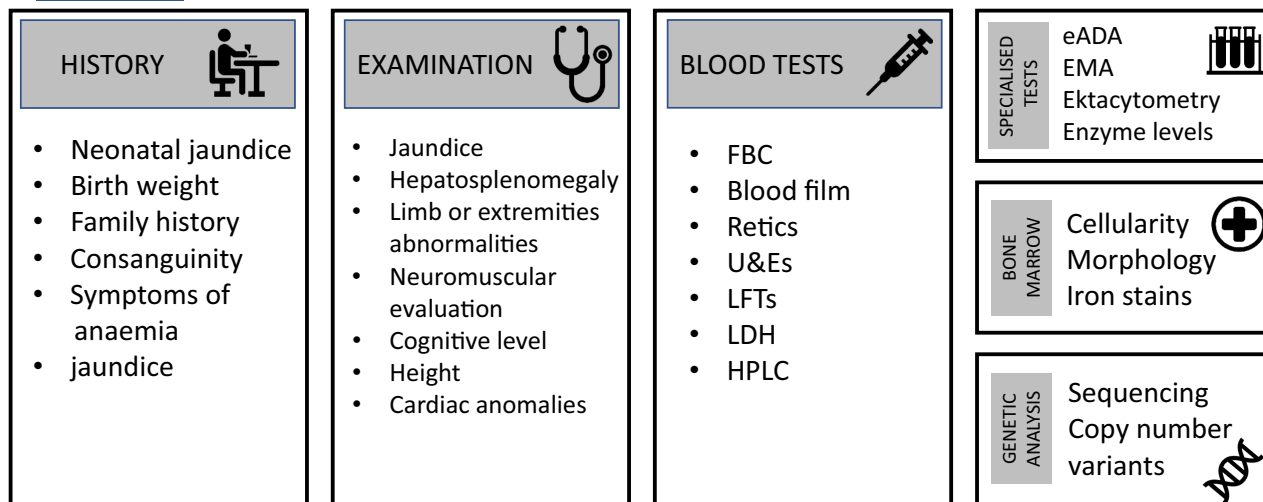 HISTORY
• Neonatal jaundice
• Birth weight
• Family history
• Consanguinity
• Symptoms of
anaemia
• jaundice
EXAMINATION
• Jaundice
• Hepatosplenomegaly
• Limb or extremities
abnormalities
• Neuromuscular
evaluation
• Cognitive level
• Height
• Cardiac anomalies
BLOOD TESTS
• FBC
• Blood film
• Retics
• U&Es
• LFTs
• LDH
• HPLC
SPECIALISED
TESTS
eADA
EMA
Ektacytometry
Enzyme levels
BONE
MARROW
Cellularity
Morphology
Iron stains
GENETIC
ANALYSIS
Sequencing
Copy number
variants